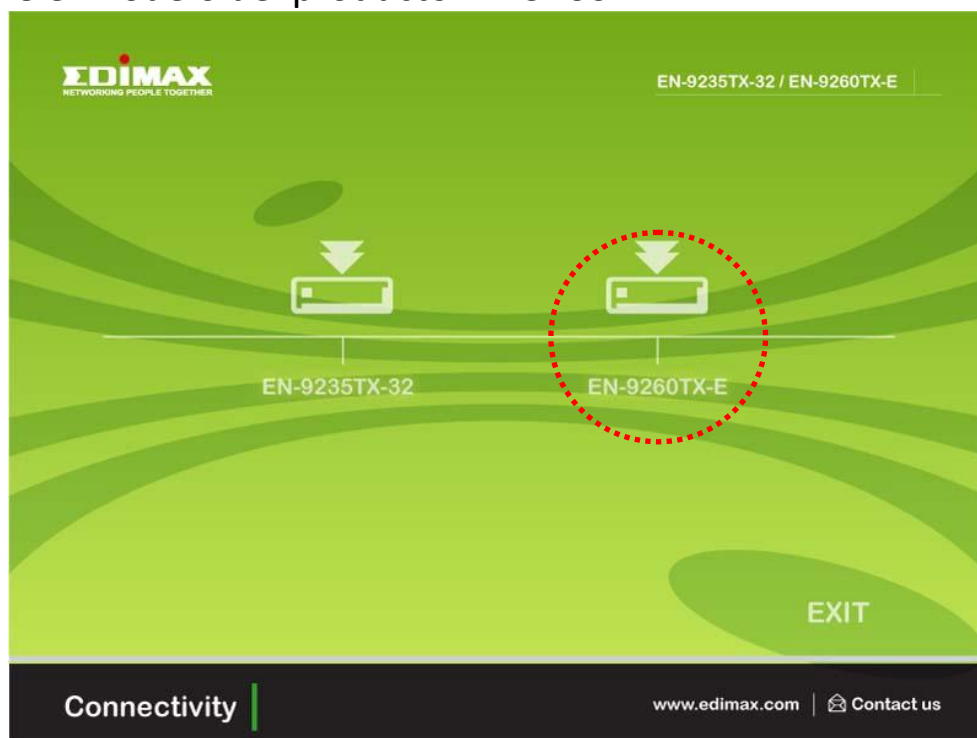 EDIMAX
NETWORKING PEOPLE TOGETHER
EN-9235TX-32 / EN-9260TX-E
EN-9235TX-32
EN-9260TX-E
EXIT
Connectivity
www.edimax.com
Contact us